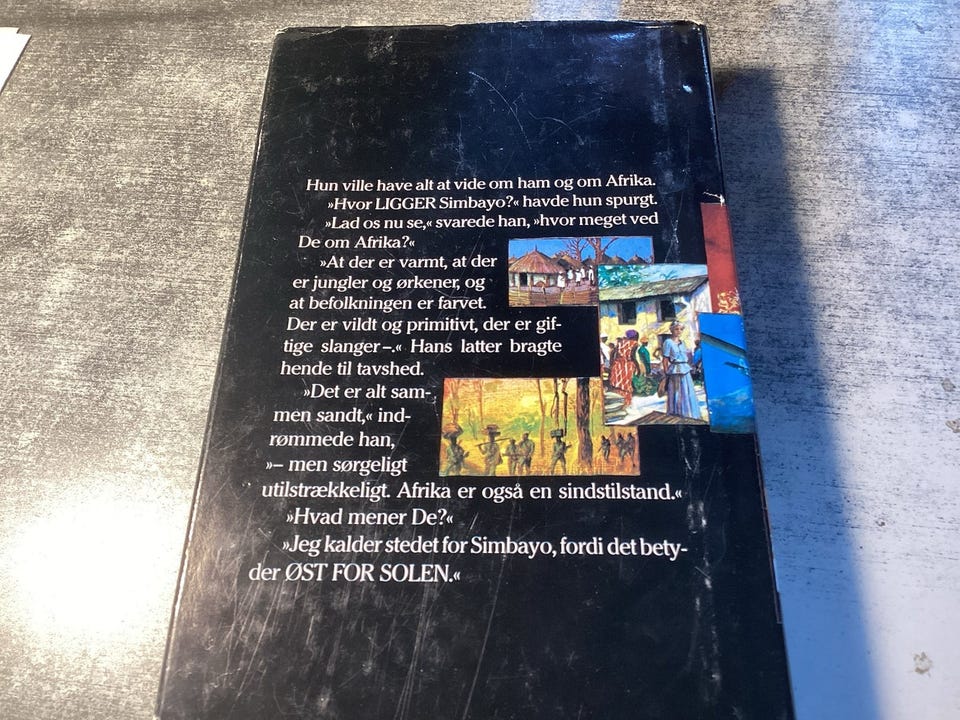 Hun ville have alt at vide om ham og om Afrika.
»Hvor LIGGER Simbayo?« havde hun spurgt.
»Lad os nu se,« svarede han, »hvor meget ved
De om Afrika?«
»At der er varmt, at der
er jungler og ørkener, og
at befolkningen er farvet.
Der er vildt og primitivt, der er gif-
tige slanger–.« Hans latter bragte
hende til tavshed.
»Det er alt sam-
men sandt,« ind-
rømmede han,
»– men sørgeligt
utilstrækkeligt. Afrika er også en sindstilstand.«
»Hvad mener De?«
»Jeg kalder stedet for Simbayo, fordi det bety-
der ØST FOR SOLEN.«